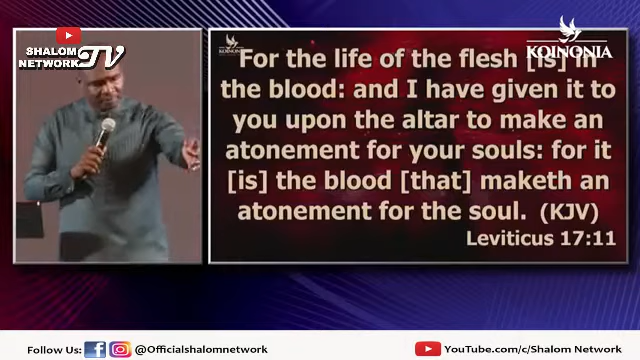 SHALOM
NETWORK TV
KOINONIA
For the life of the flesh [is] in
the blood: and I have given it to
you upon the altar to make an
atonement for your souls: for it
[is] the blood [that] maketh an
atonement for the soul. (KJV)
Leviticus 17:11
Follow Us: @Officialshalomnetwork
YouTube.com/c/Shalom Network